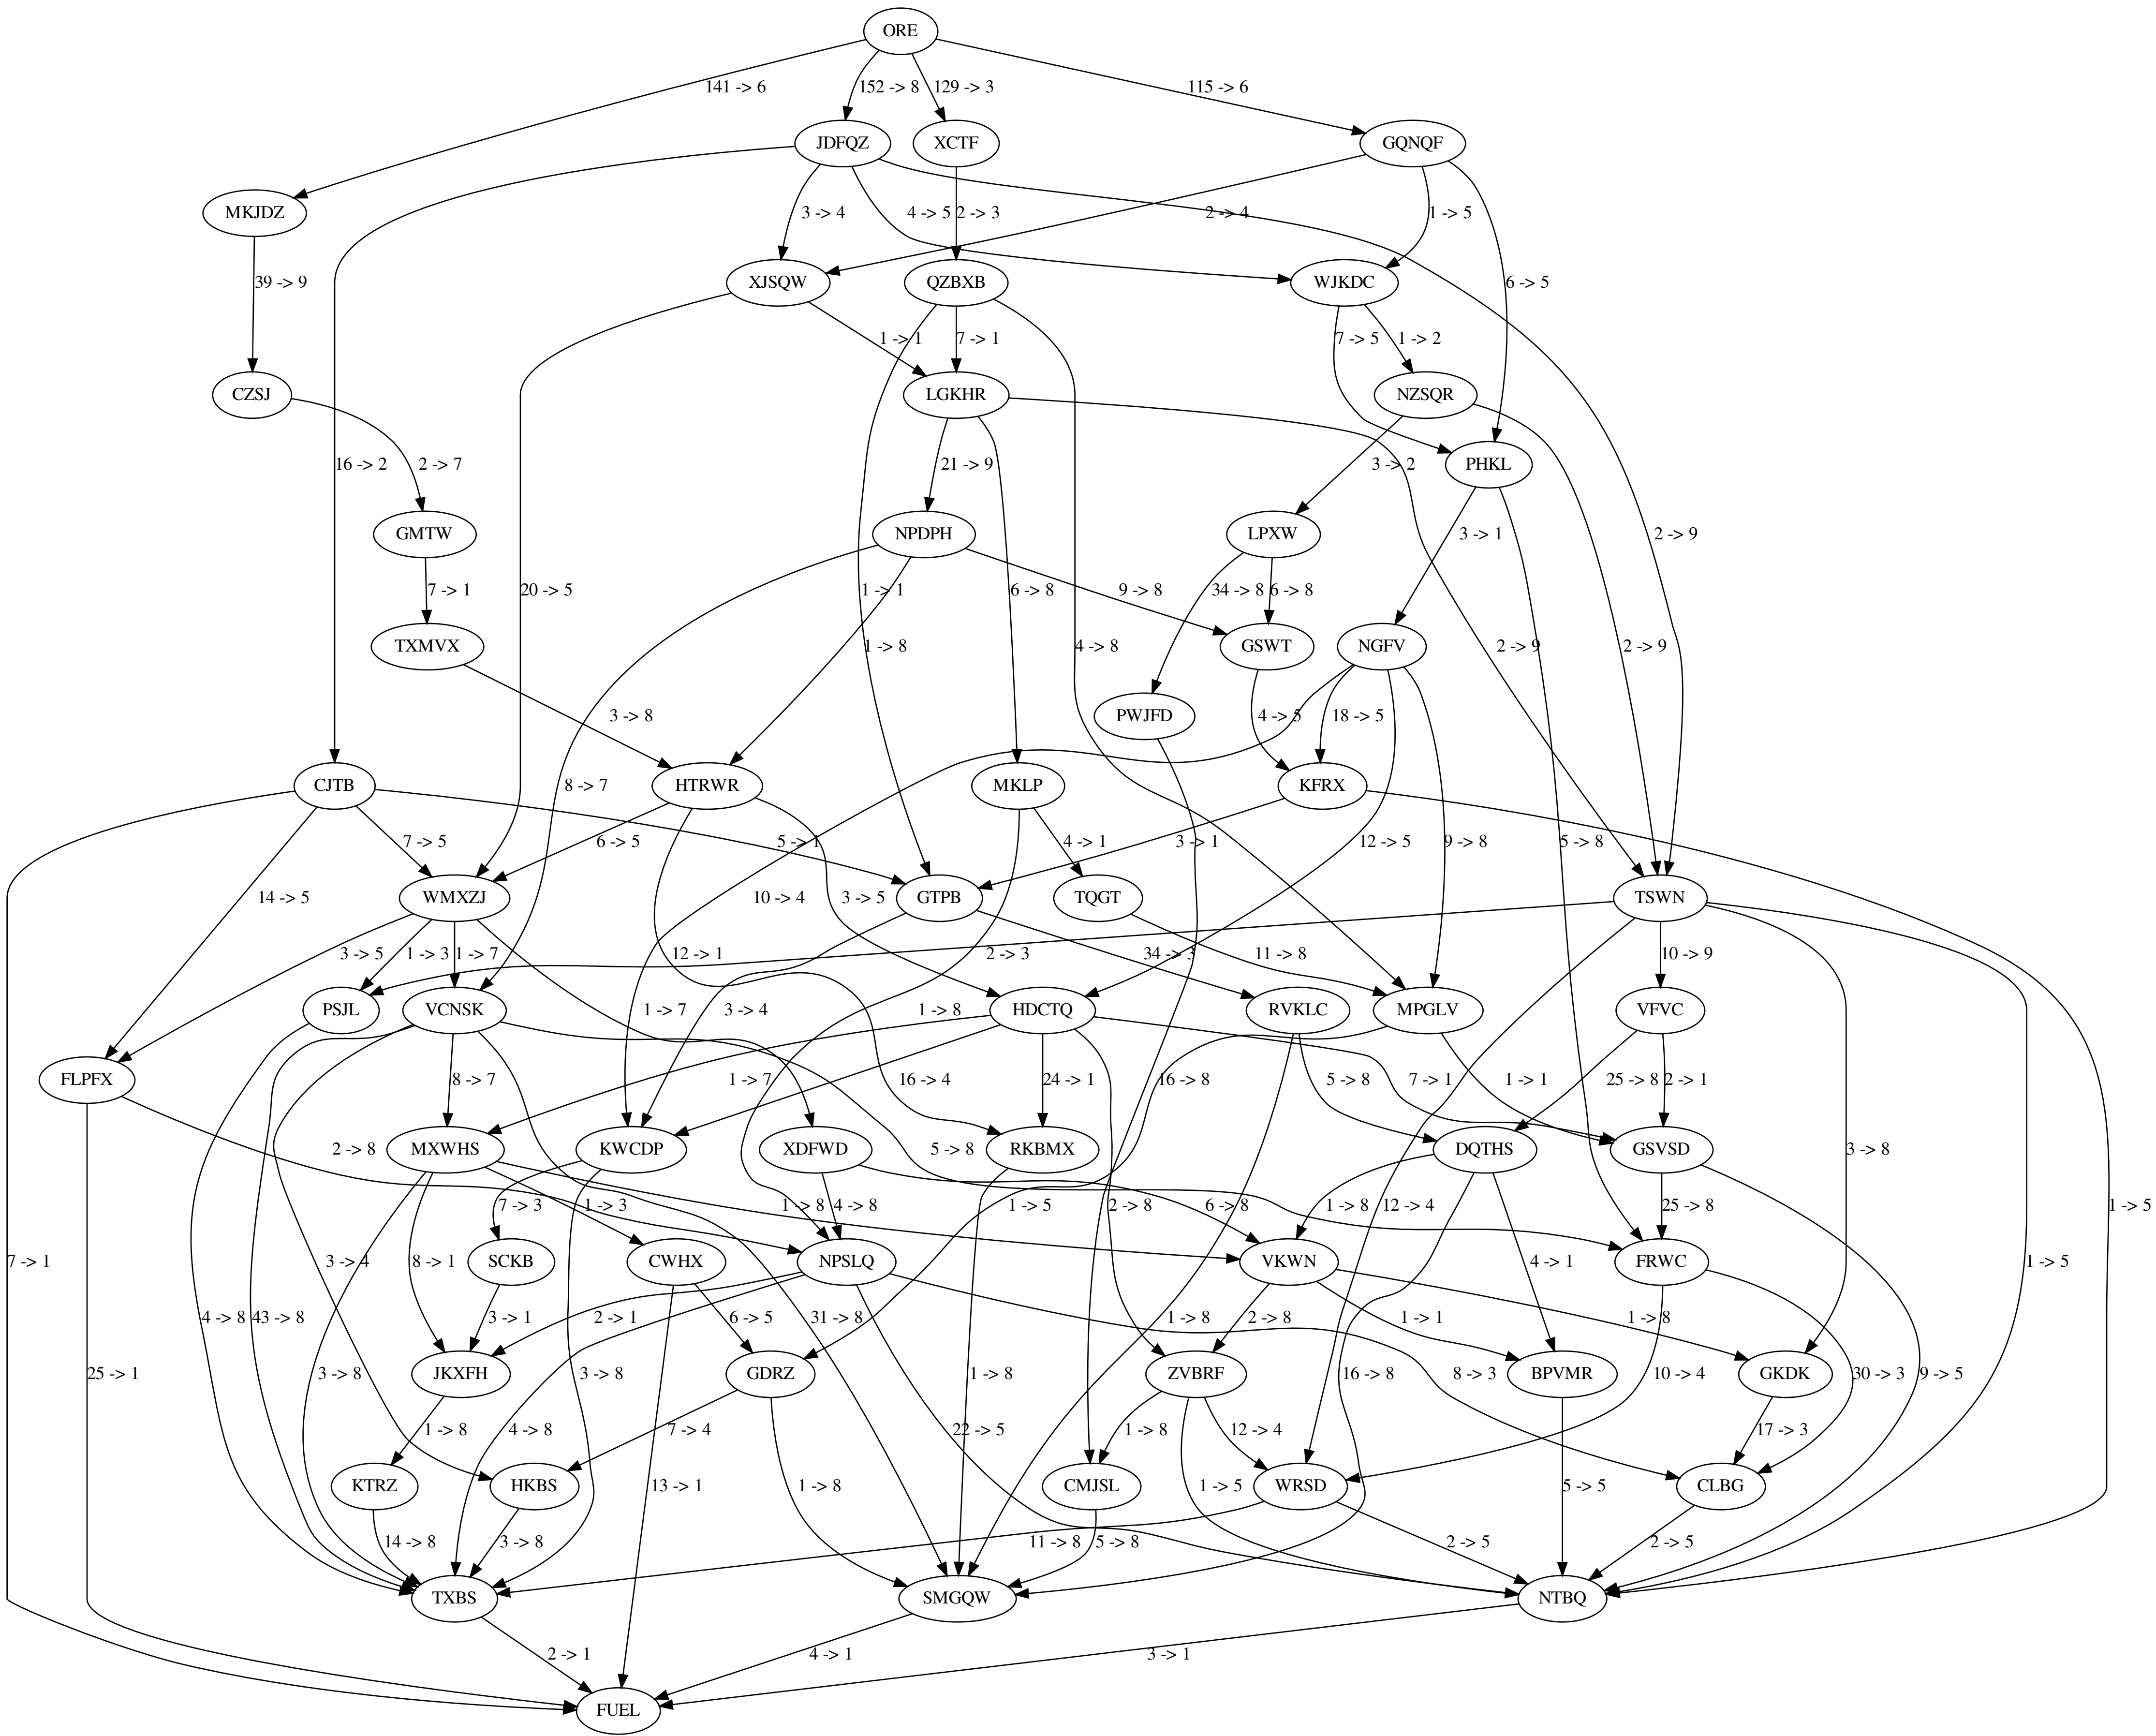 ORE
141 -> 6
152 -> 8
129 -> 3
115 -> 6
JDFQZ
XCTF
GQNQF
MKJDZ
3 -> 4
4 -> 5
2 -> 3
2 -> 4
1 -> 5
39 -> 9
XJSQW
QZBXB
WJKDC
6 -> 5
1 -> 1
7 -> 1
7 -> 5
1 -> 2
CZSJ
LGKHR
NZSQR
16 -> 2
2 -> 7
21 -> 9
3 -> 2
PHKL
GMTW
NPDPH
LPXW
3 -> 1
2 -> 9
7 -> 1
20 -> 5
1 -> 1
6 -> 8
9 -> 8
34 -> 8
6 -> 8
TXMVX
1 -> 8
4 -> 8
GSWT
NGFV
2 -> 9
2 -> 9
3 -> 8
PWJFD
4 -> 5
18 -> 5
CJTB
8 -> 7
HTRWR
MKLP
KFRX
7 -> 5
6 -> 5
5 -> 1
4 -> 1
3 -> 1
12 -> 5
9 -> 8
5 -> 8
14 -> 5
WMXZJ
10 -> 4
3 -> 5
GTPB
TQGT
TSWN
3 -> 5
1 -> 3
1 -> 7
12 -> 1
2 -> 3
34 -> 3
11 -> 8
10 -> 9
PSJL
VCNSK
1 -> 7
3 -> 4
1 -> 8
HDCTQ
RVKLC
MPGLV
VFVC
FLPFX
8 -> 7
1 -> 7
16 -> 4
24 -> 1
16 -> 8
5 -> 8
7 -> 1
1 -> 1
25 -> 8
2 -> 1
2 -> 8
MXWHS
KWCDP
XDFWD
5 -> 8
RKBMX
DQTHS
GSVSD
3 -> 8
7 -> 3
1 -> 3
1 -> 8
4 -> 8
1 -> 5
2 -> 8
6 -> 8
1 -> 8
12 -> 4
25 -> 8
1 -> 5
3 -> 4
8 -> 1
SCKB
CWHX
NPSLQ
VKWN
4 -> 1
FRWC
1 -> 5
7 -> 1
4 -> 8
43 -> 8
3 -> 1
2 -> 1
6 -> 5
31 -> 8
1 -> 8
2 -> 8
1 -> 1
1 -> 8
25 -> 1
3 -> 8
JKXFH
3 -> 8
GDRZ
1 -> 8
ZVBRF
16 -> 8
8 -> 3
BPVMR
10 -> 4
GKDK
30 -> 3
9 -> 5
1 -> 8
4 -> 8
7 -> 4
22 -> 5
1 -> 8
12 -> 4
17 -> 3
KTRZ
HKBS
13 -> 1
1 -> 8
CMJSL
1 -> 5
WRSD
5 -> 5
CLBG
14 -> 8
3 -> 8
11 -> 8
5 -> 8
2 -> 5
2 -> 5
TXBS
SMGQW
NTBQ
2 -> 1
4 -> 1
3 -> 1
FUEL